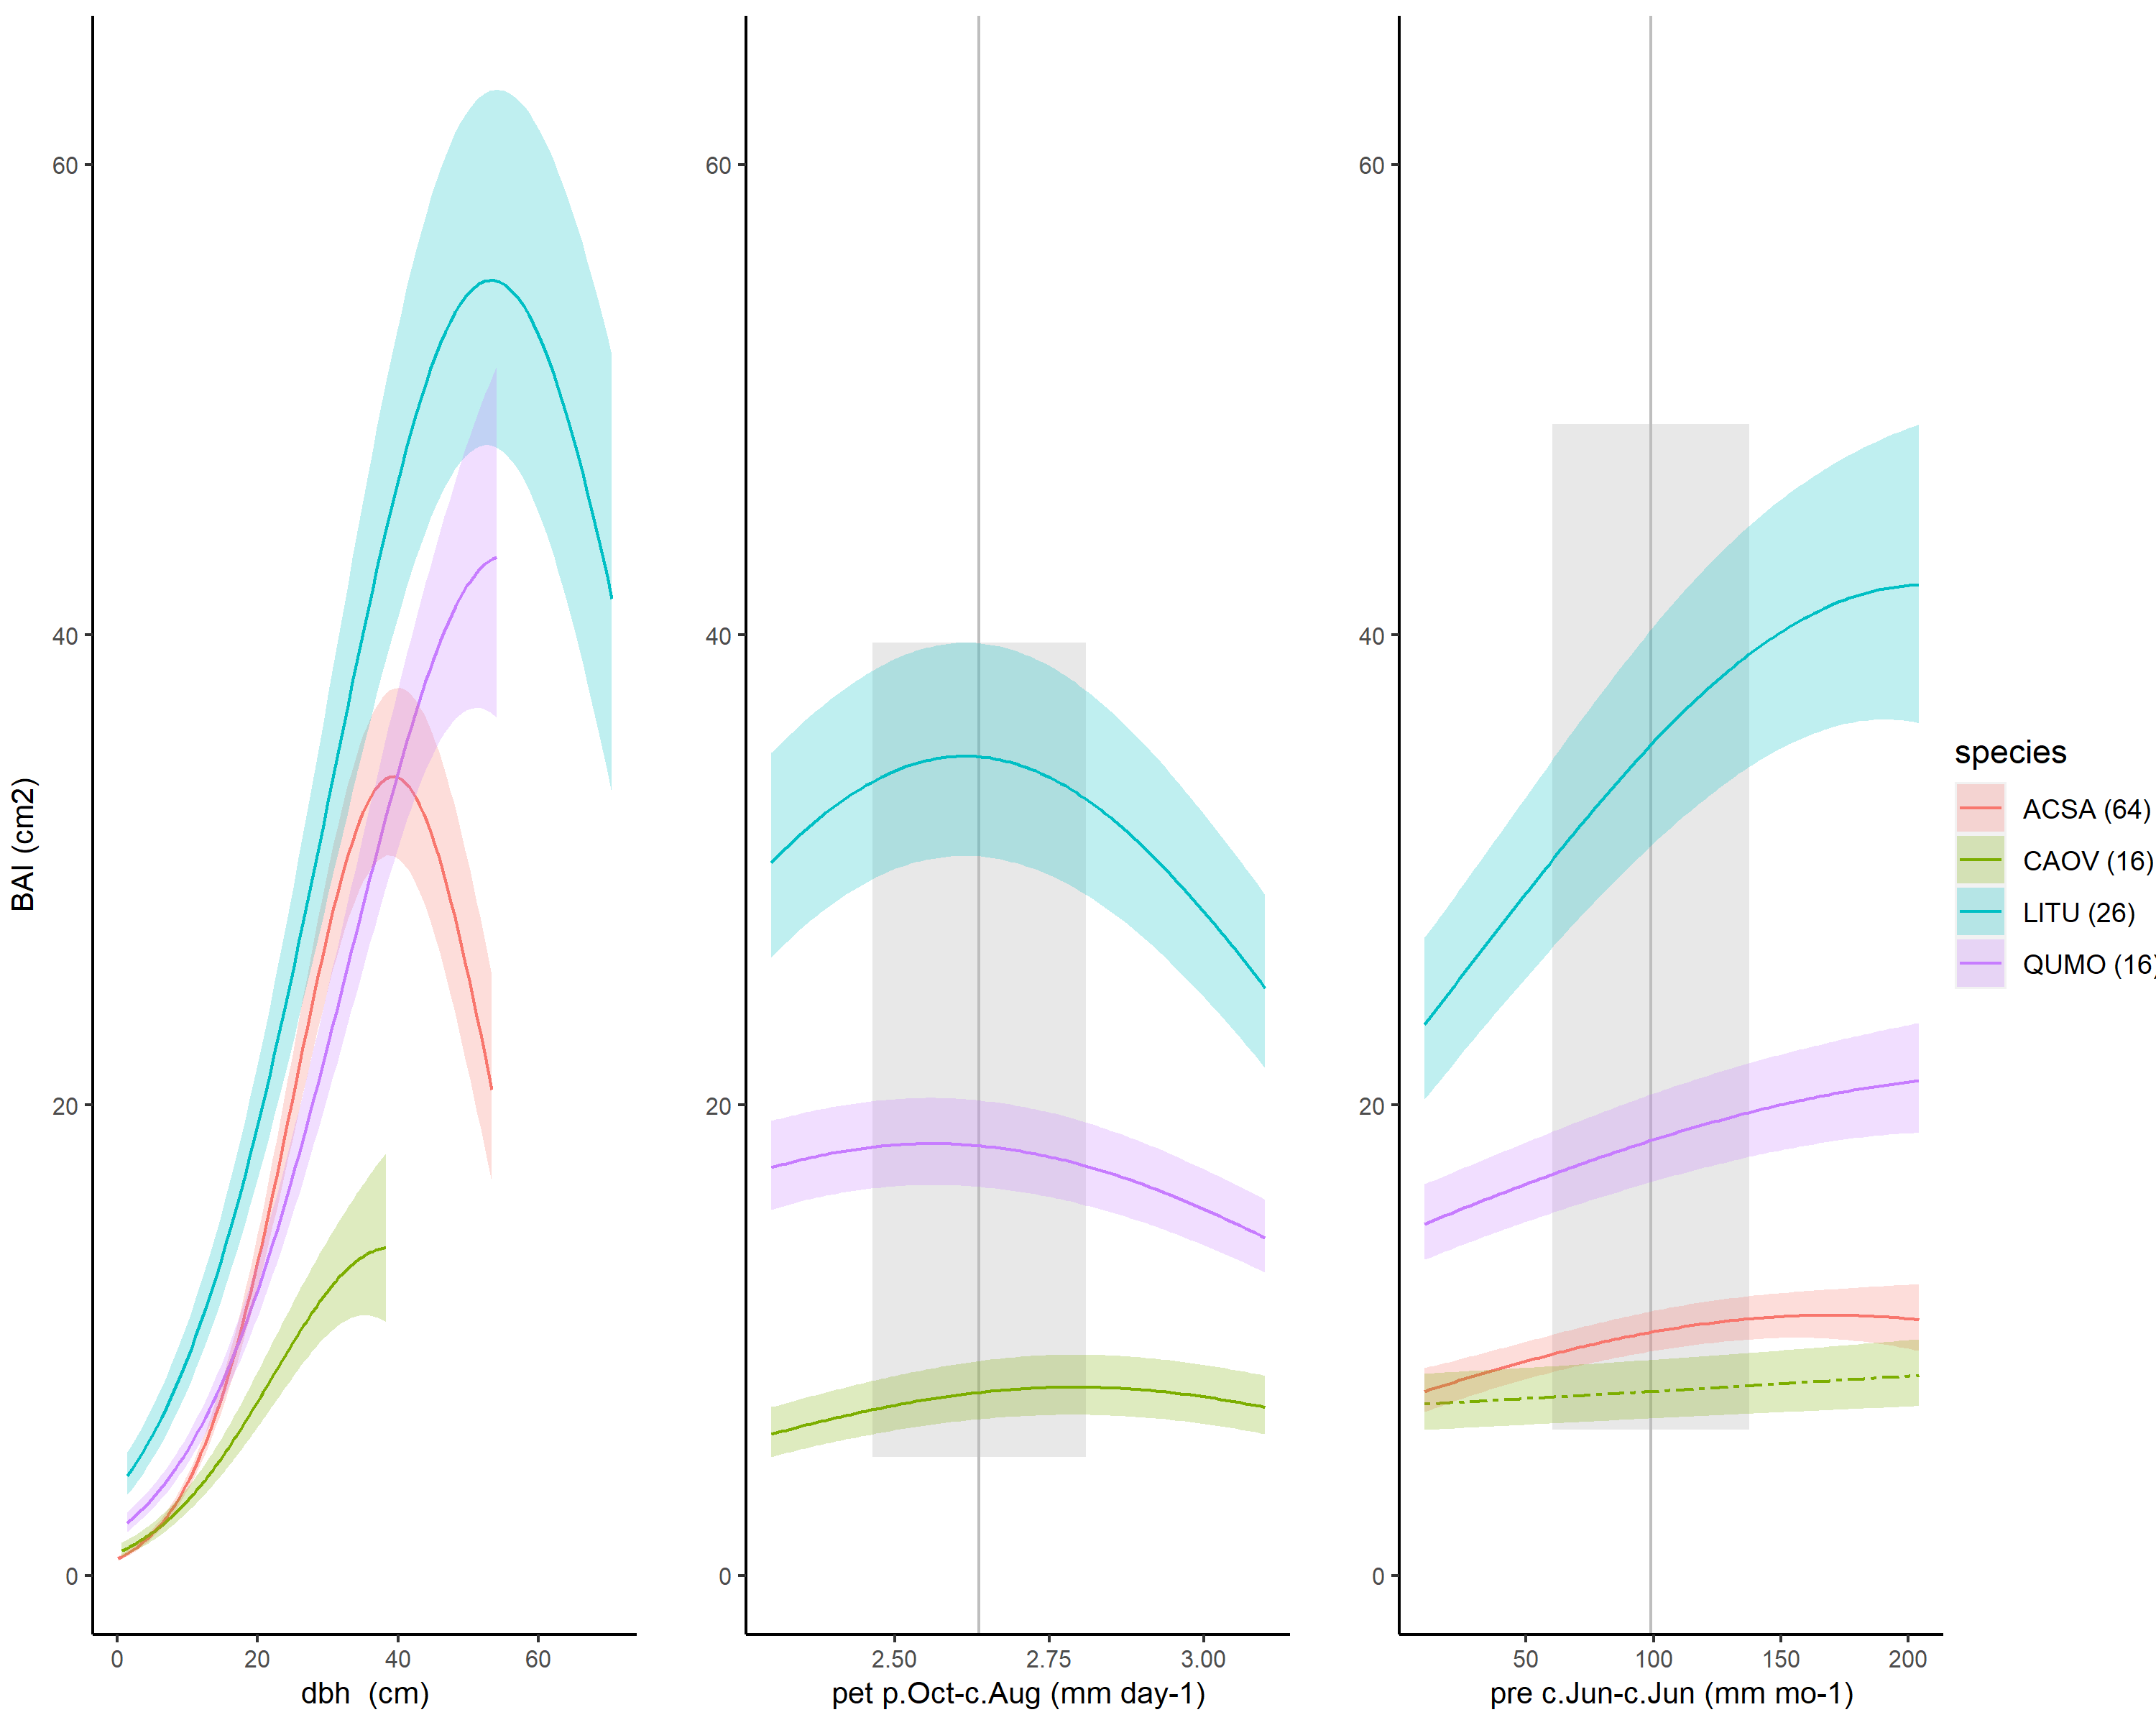 BAI (cm2)
60
40
20
0
0
20
40
60
dbh (cm)
60
40
20
0
2.50
2.75
3.00
pet p.Oct-c.Aug (mm day-1)
60
40
20
0
50
100
150
200
pre c.Jun-c.Jun (mm mo-1)
species
ACSA (64)
CAOV (16)
LITU (26)
QUMO (16)